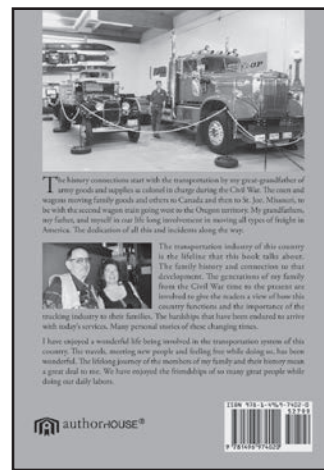 The history connections start with the transportation by my great-grandfather of
army goods and supplies as colonel in charge during the Civil War. The oxen and
wagons moving family goods and others to Canada and then to St. Joe, Missouri, to
be with the second wagon train going west to the Oregon territory. My grandfathers,
my father, and myself in our life long involvement in moving all types of freight in
America. The dedication of all this and incidents along the way.
The transportation industry of this country
is the lifeline that this book talks about.
The family history and connection to that
development. The generations of my family
from the Civil War time to the present are
involved to give the readers a view of how this
country functions and the importance of the
trucking industry to their families. The hardships that have been endured to arrive
with today's services. Many personal stories of these changing times.
I have enjoyed a wonderful life being involved in the transportation system of this
country. The travels, meeting new people and feeling free while doing so, has been
wonderful. The lifelong journey of the members of my family and their history mean
a great deal to me. We have enjoyed the friendships of so many great people while
doing our daily labors.
ISBN 978-1-4969-7402-0
authorHOUSE®
9 781496 974020